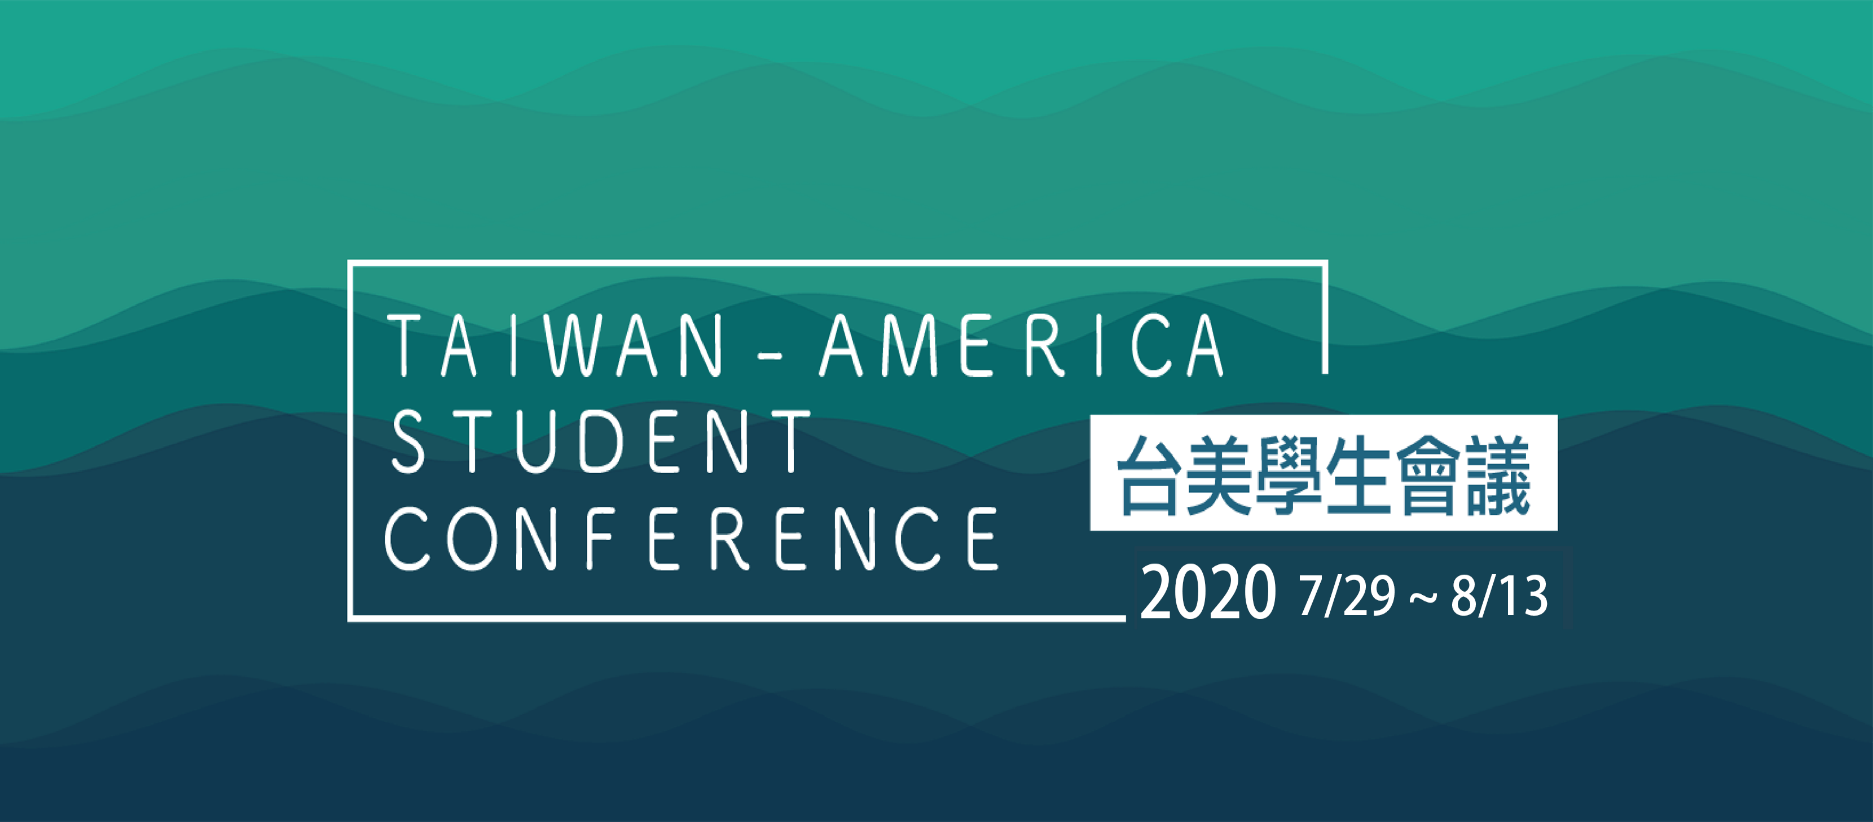 TAIWAN - AMERICA
STUDENT
CONFERENCE
台美學生會議
2020 7/29 ~ 8/13